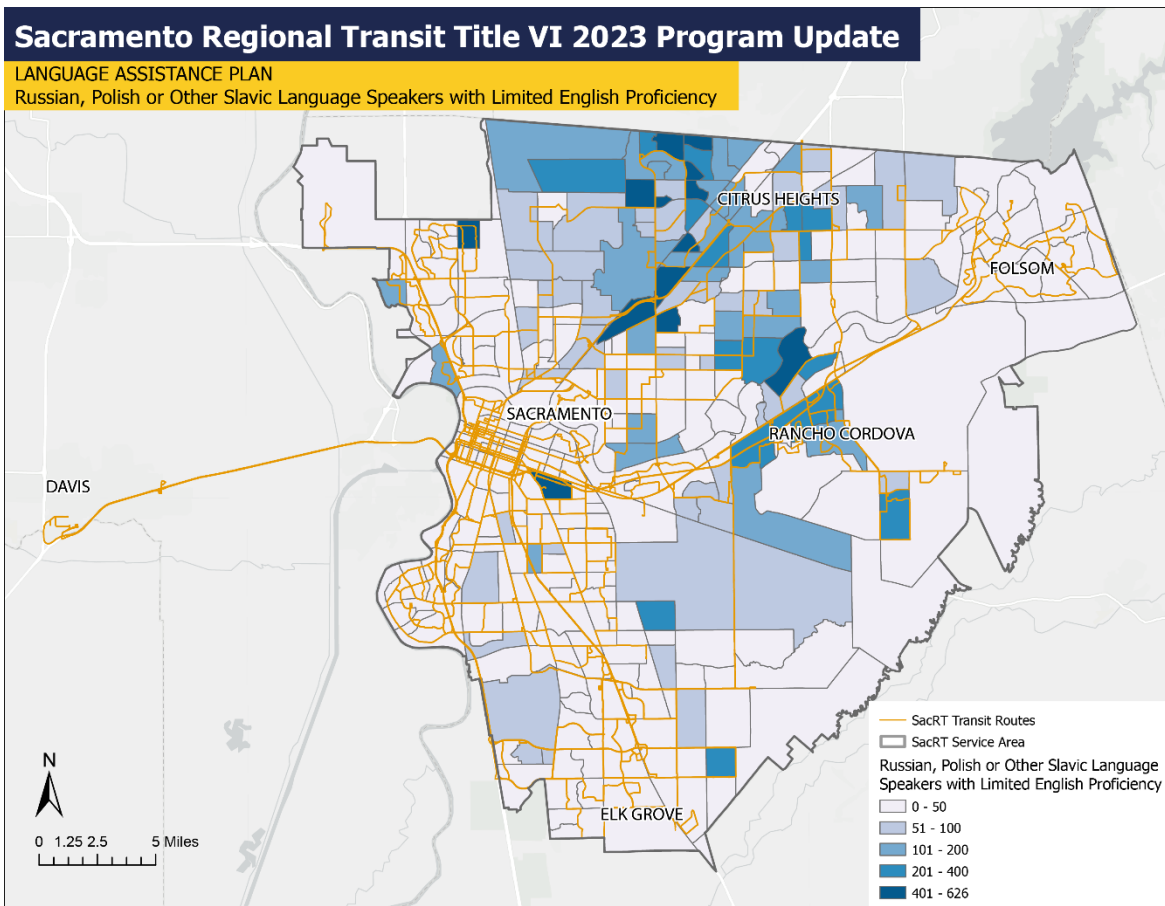 Sacramento Regional Transit Title VI 2023 Program Update
LANGUAGE ASSISTANCE PLAN
Russian, Polish or Other Slavic Language Speakers with Limited English Proficiency
CITRUS HEIGHTS
FOLSOM
SACRAMENTO
RANCHO CORDOVA
DAVIS
ELK GROVE
N
0 1.25 2.5 5 Miles
SacRT Transit Routes
SacRT Service Area
Russian, Polish or Other Slavic Language
Speakers with Limited English Proficiency
0 - 50
51 - 100
101 - 200
201 - 400
401 - 626